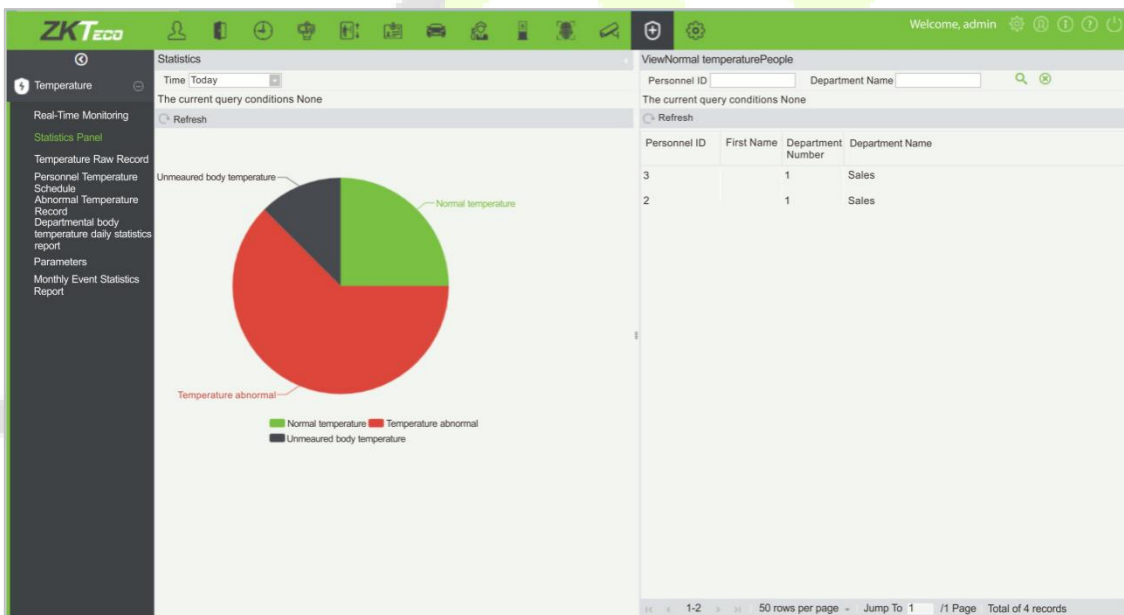 ZKTECO
Welcome, admin
Temperature
Real-Time Monitoring
Statistics Panel
Temperature Raw Record
Personnel Temperature
Schedule
Abnormal Temperature
Record
Departmental body
temperature daily statistics
report
Parameters
Monthly Event Statistics
Report
Statistics
Time Today
The current query conditions None
Refresh
Unmeaured body temperature
Normal temperature
Temperature abnormal
Normal temperature Temperature abnormal
Unmeaured body temperature
ViewNormal temperaturePeople
Personnel ID Department Name
The current query conditions None
Refresh
Personnel ID First Name Department Department Name
Number
3 1 Sales
2 1 Sales
1-2 50 rows per page Jump To 1 /1 Page Total of 4 records